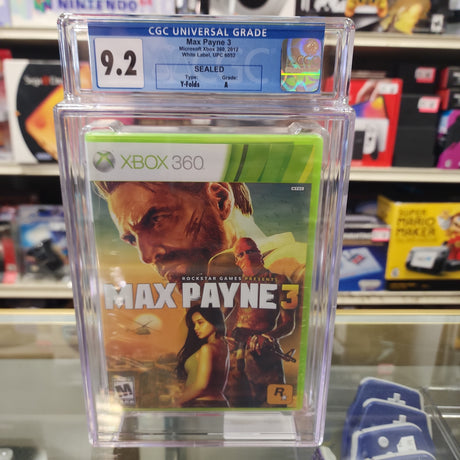 CGC UNIVERSAL GRADE
9.2
Max Payne 3
Microsoft Xbox 360, 2012
White Label, UPC 6952
SEALED
Type:
Grade:
Y-Folds
A
XBOX 360
ROCKSTAR GAMES PRESENTS
MAX PAYNE 3
M
R
SUPER
MARIO
MAKER